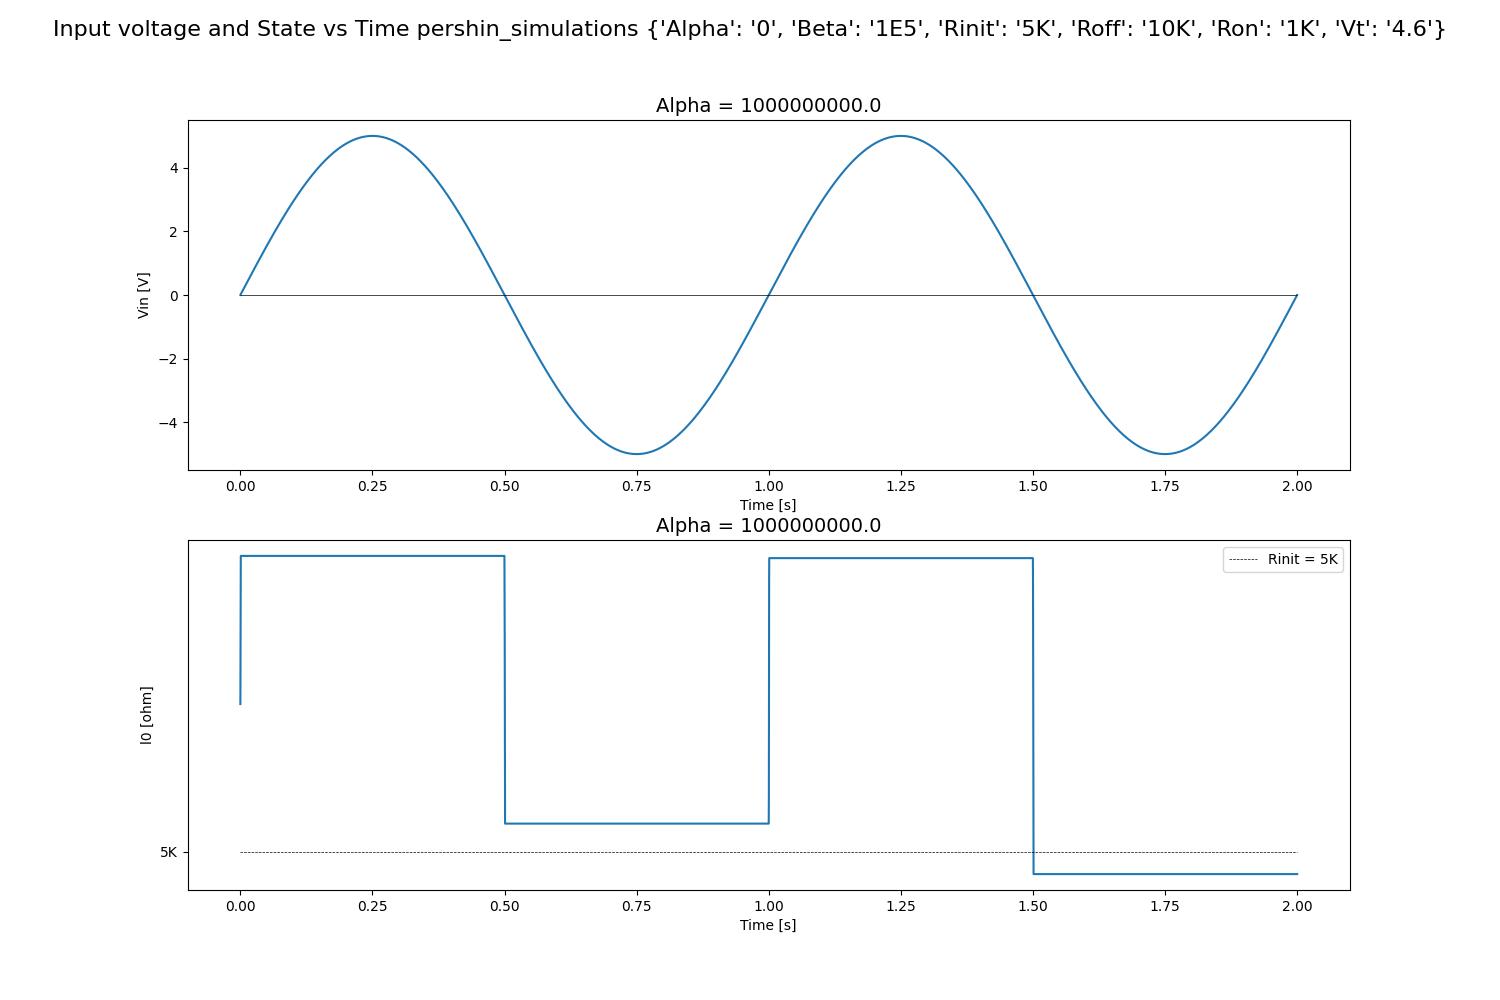 Input voltage and State vs Time pershin_simulations {'Alpha': '0', 'Beta': '1E5', 'Rinit': '5K', 'Roff': '10K', 'Ron': '1K', 'Vt': '4.6'}
Alpha = 1000000000.0
4
2
0
−2
−4
Vin [V]
0.00 0.25 0.50 0.75 1.00 1.25 1.50 1.75 2.00
Time [s]
Alpha = 1000000000.0
Rinit = 5K
l0 [ohm]
5K
0.00 0.25 0.50 0.75 1.00 1.25 1.50 1.75 2.00
Time [s]